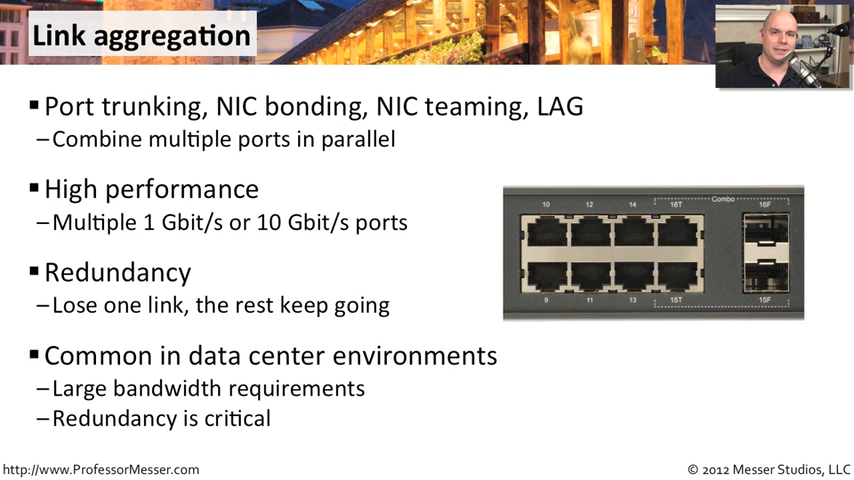 Link aggregation
▪Port trunking, NIC bonding, NIC teaming, LAG
–Combine multiple ports in parallel
▪High performance
–Multiple 1 Gbit/s or 10 Gbit/s ports
▪Redundancy
–Lose one link, the rest keep going
▪Common in data center environments
–Large bandwidth requirements
–Redundancy is critical
Combo
10 12 14 16T 16F
9 11 13 15T 15F
http://www.ProfessorMesser.com
© 2012 Messer Studios, LLC